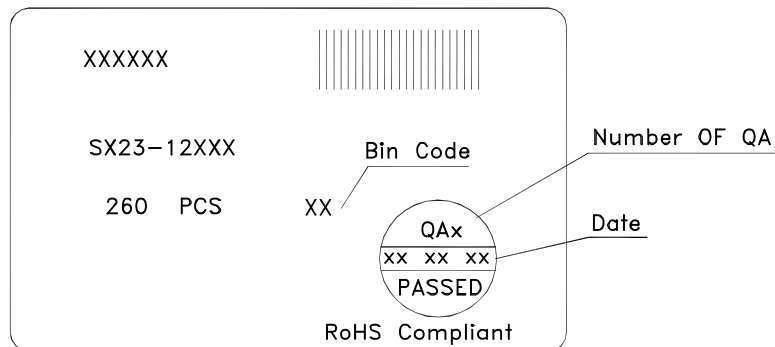 XXXXXX
SX23-12XXX
Bin Code
Number OF QA
260 PCS
XX
QAx
Date
XX XX XX
PASSED
RoHS Compliant